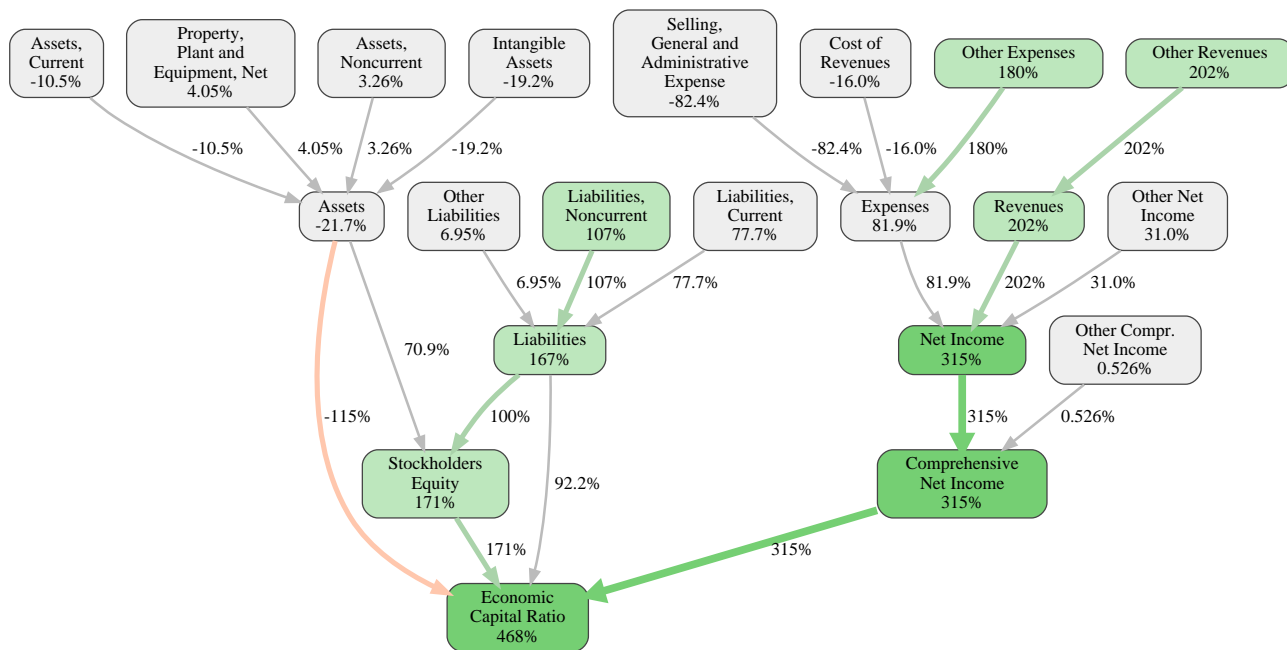 Assets,
Current
-10.5%
Property,
Plant and
Equipment, Net
4.05%
Assets,
Noncurrent
3.26%
Intangible
Assets
-19.2%
Selling,
General and
Administrative
Expense
-82.4%
Cost of
Revenues
-16.0%
Other Expenses
180%
Other Revenues
202%
-10.5%
4.05%
3.26%
-19.2%
-82.4%
-16.0%
180%
202%
Assets
-21.7%
Other
Liabilities
6.95%
Liabilities,
Noncurrent
107%
Liabilities,
Current
77.7%
Expenses
81.9%
Revenues
202%
Other Net
Income
31.0%
6.95%
107%
77.7%
81.9%
202%
31.0%
70.9%
Liabilities
167%
Net Income
315%
Other Compr.
Net Income
0.526%
-115%
100%
92.2%
315%
0.526%
Stockholders
Equity
171%
Comprehensive
Net Income
315%
171%
315%
Economic
Capital Ratio
468%